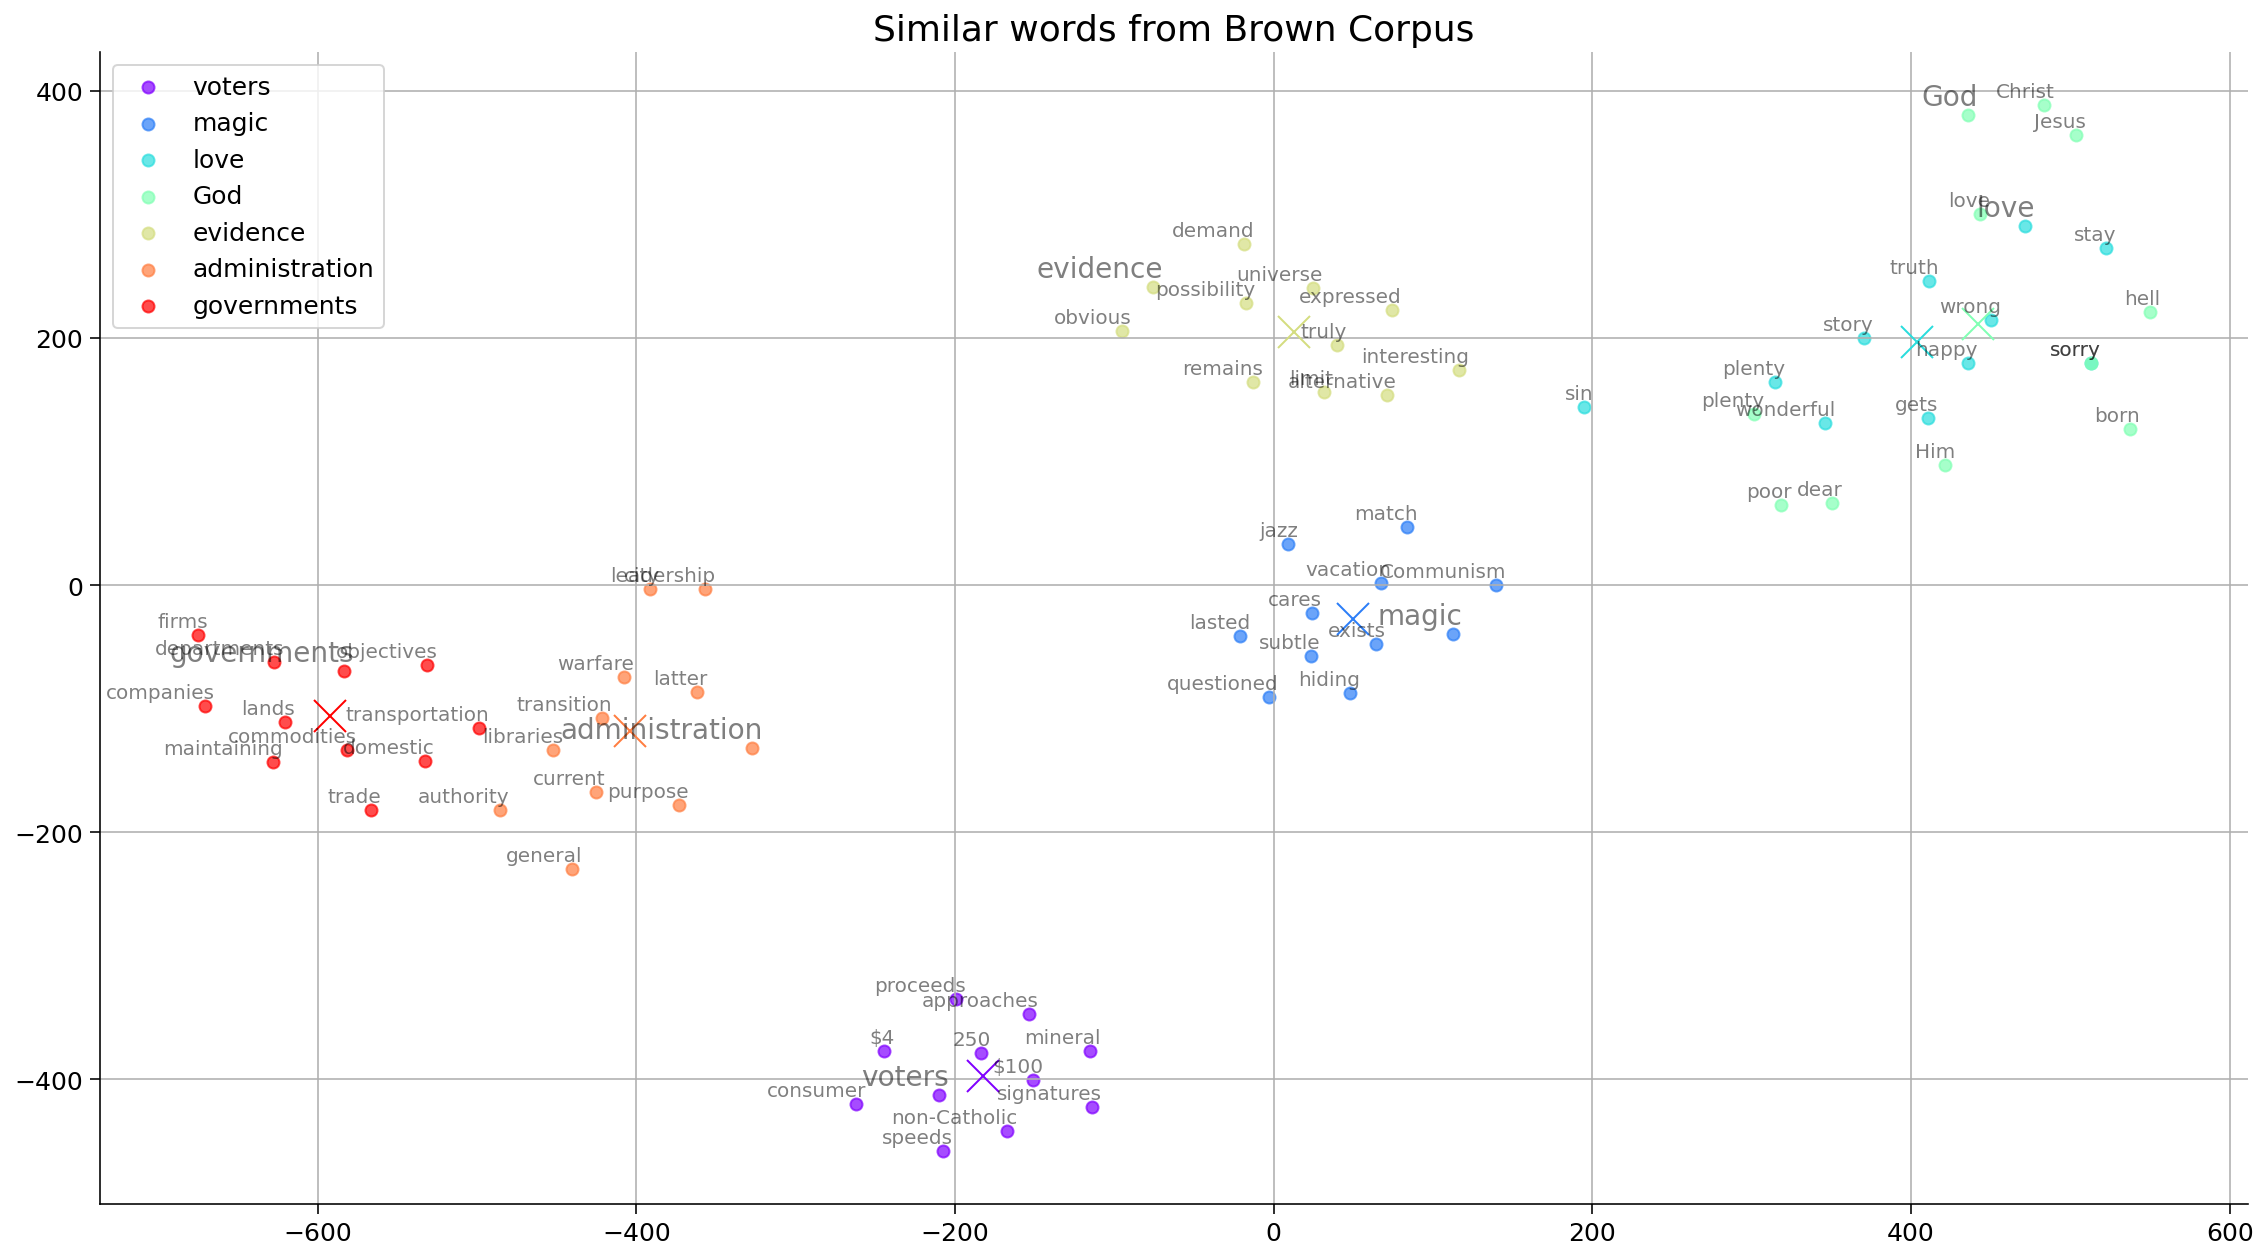 Similar words from Brown Corpus
voters
magic
love
God
evidence
administration
governments
400
200
0
−200
−400
−600
−400
−200
0
200
400
600
God
Christ
Jesus
love
love
stay
truth
hell
wrong
story
happy
sorry
plenty
sin
plenty
wonderful
gets
born
Him
poor
dear
demand
evidence
universe
possibility
expressed
obvious
truly
interesting
remains
limit
alternative
match
jazz
vacation
Communism
cares
magic
lasted
exists
subtle
questioned
hiding
city
leadership
firms
departments
governments
objectives
warfare
latter
companies
lands
transportation
transition
administration
commodities
libraries
maintaining
domestic
current
purpose
trade
authority
general
proceeds
approaches
$4
250
mineral
$100
voters
consumer
signatures
non-Catholic
speeds